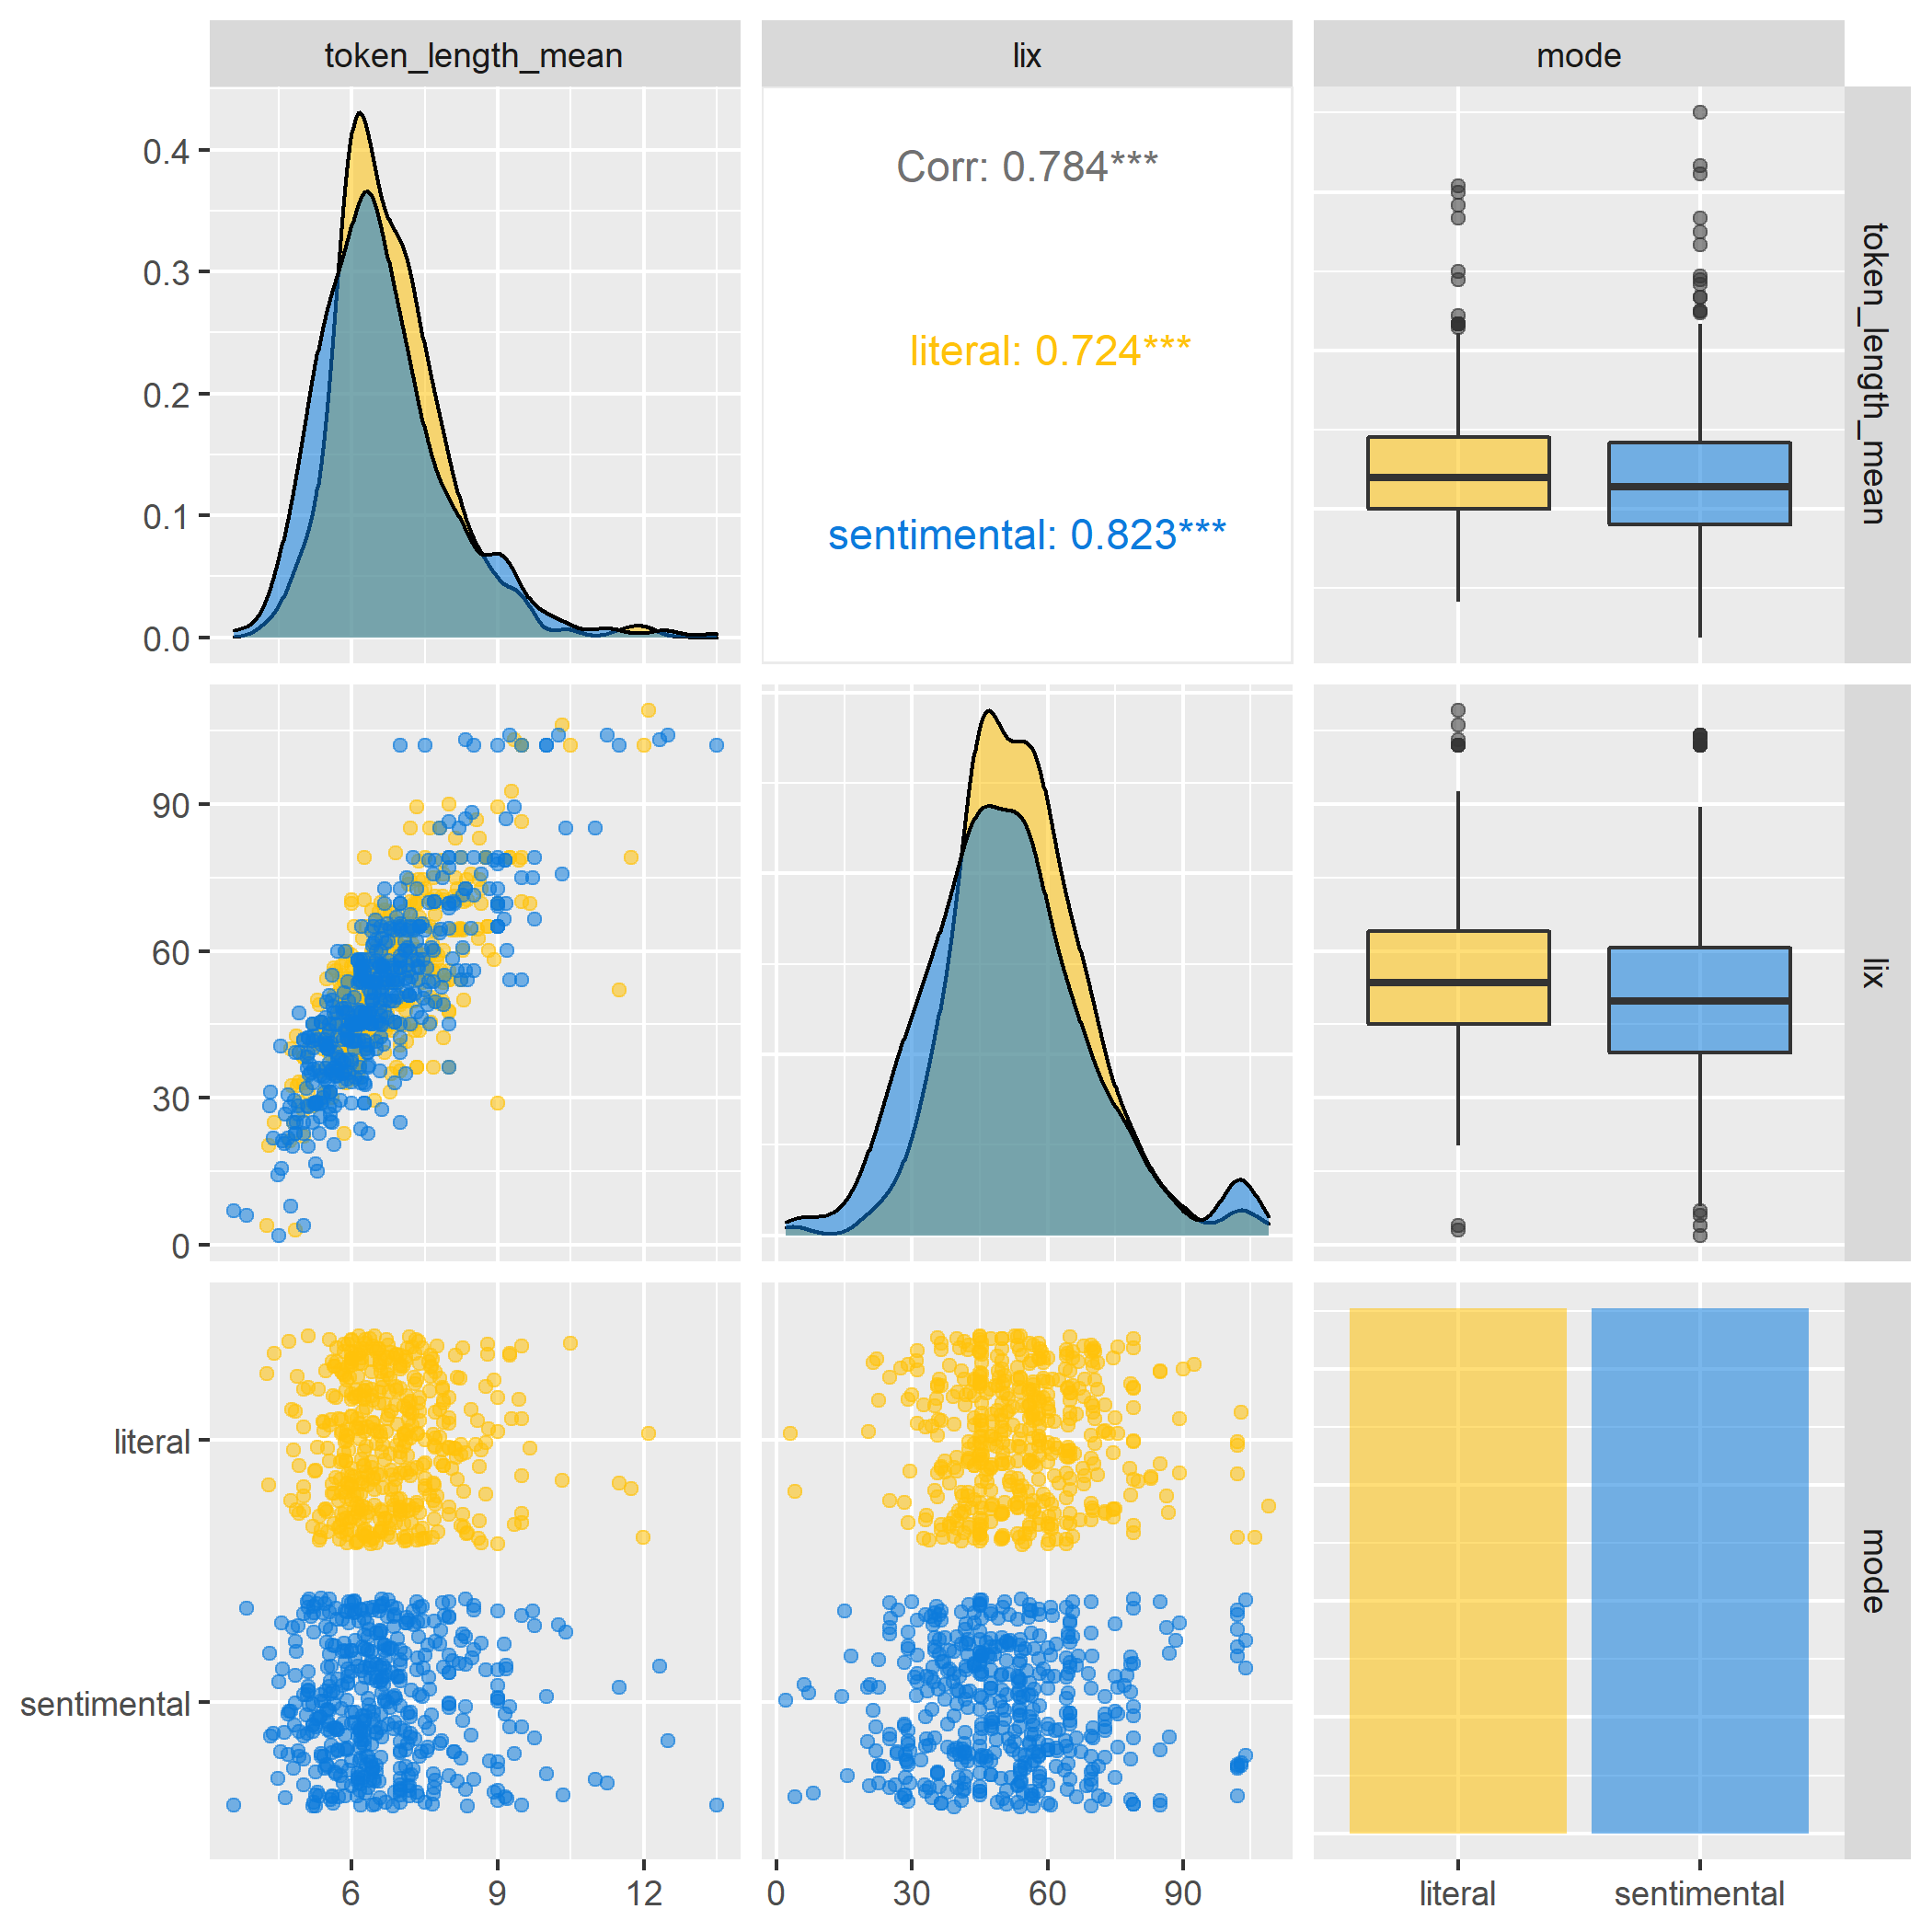 token_length_mean
lix
mode
0.4
0.3
0.2
0.1
0.0
Corr: 0.784***
literal: 0.724***
sentimental: 0.823***
token_length_mean
90
60
30
0
lix
literal
sentimental
mode
6
9
12
0
30
60
90
literal
sentimental